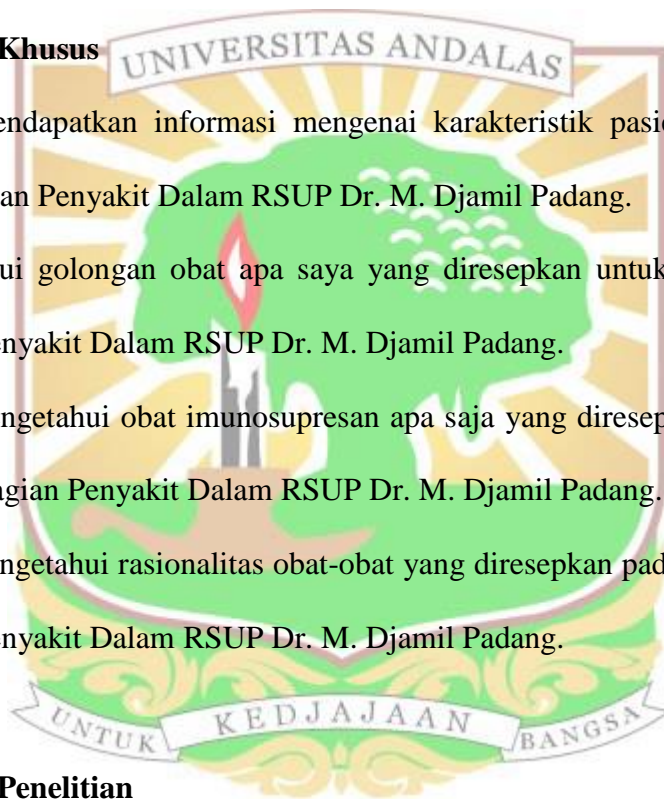 Khusus
UNIVERSITAS ANDALAS
endapatkan informasi mengenai karakteristik pasie
an Penyakit Dalam RSUP Dr. M. Djamil Padang.
ui golongan obat apa saya yang diresepkan untuk
enyakit Dalam RSUP Dr. M. Djamil Padang.
ngetahui obat imunosupresan apa saja yang diresep
agian Penyakit Dalam RSUP Dr. M. Djamil Padang.
ngetahui rasionalitas obat-obat yang diresepkan pad
enyakit Dalam RSUP Dr. M. Djamil Padang.
UNTUK KEDJAJAAN BANGSA
Penelitian